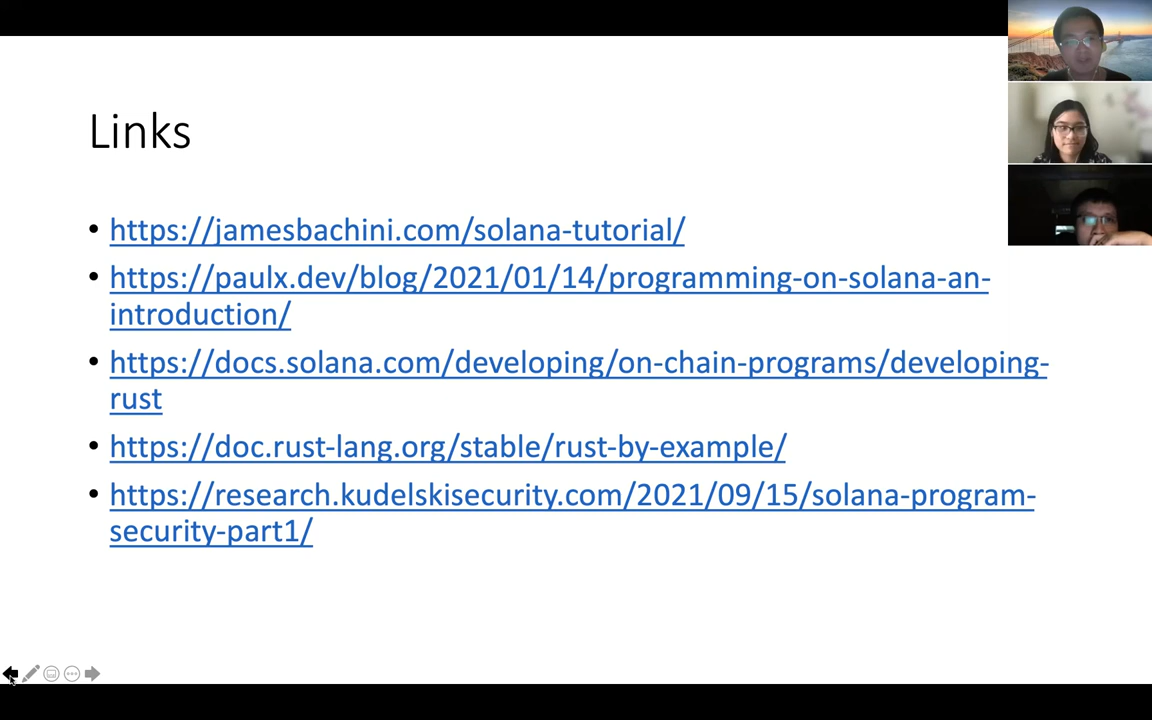 Links
• https://jamesbachini.com/solana-tutorial/
• https://paulx.dev/blog/2021/01/14/programming-on-solana-an-
introduction/
• https://docs.solana.com/developing/on-chain-programs/developing-
rust
• https://doc.rust-lang.org/stable/rust-by-example/
• https://research.kudelskisecurity.com/2021/09/15/solana-program-
security-part1/